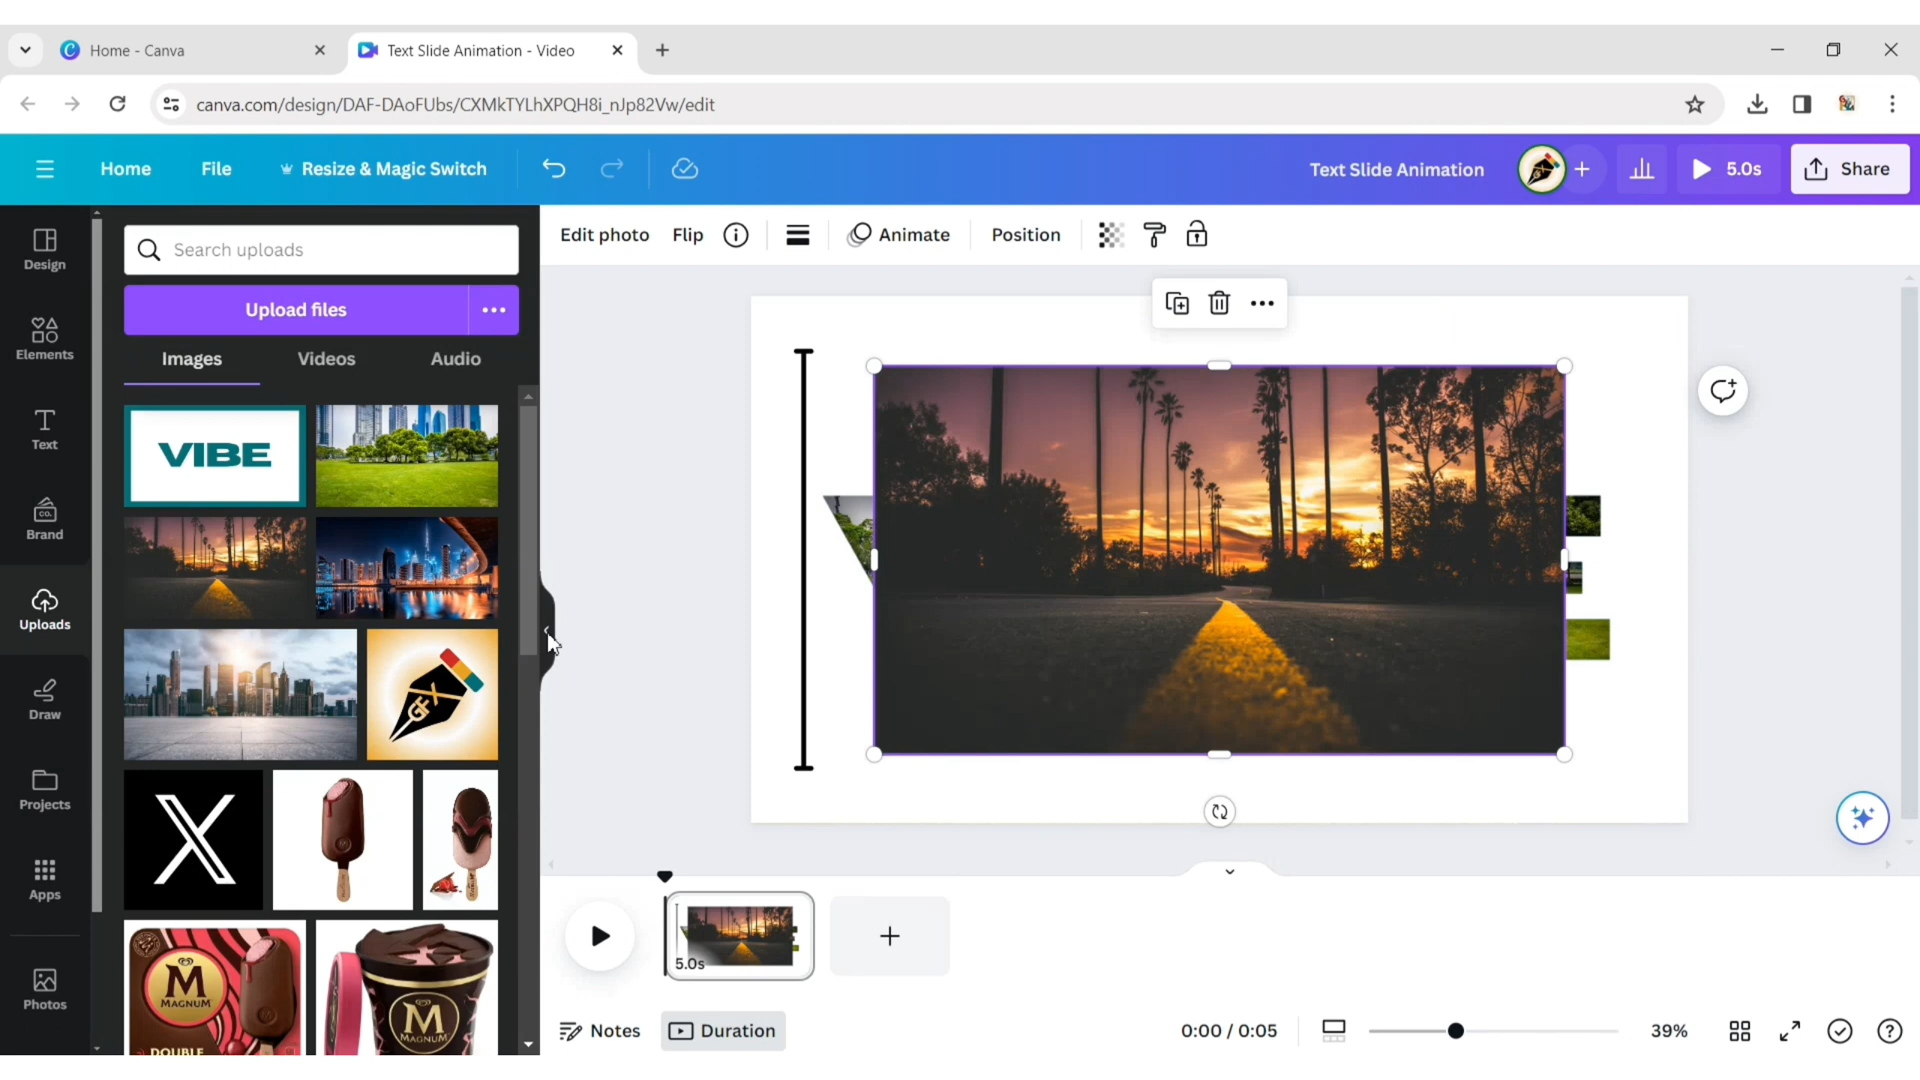 Home - Canva
Text Slide Animation - Video
canva.com/design/DAF-DAoFUbs/CXMkTYLhXPQH8i_nJp82Vw/edit
Home
File
Resize & Magic Switch
Text Slide Animation
5.0s
Share
Design
Elements
Text
CO.
Brand
Uploads
Draw
Projects
Apps
Photos
Search uploads
Upload files
Images
Videos
Audio
VIBE
GFX
X
M
MAGNUM
DOUBLE
M
MAGNUM
Edit photo
Flip
Animate
Position
5.0s
Notes
Duration
0:00 / 0:05
39%